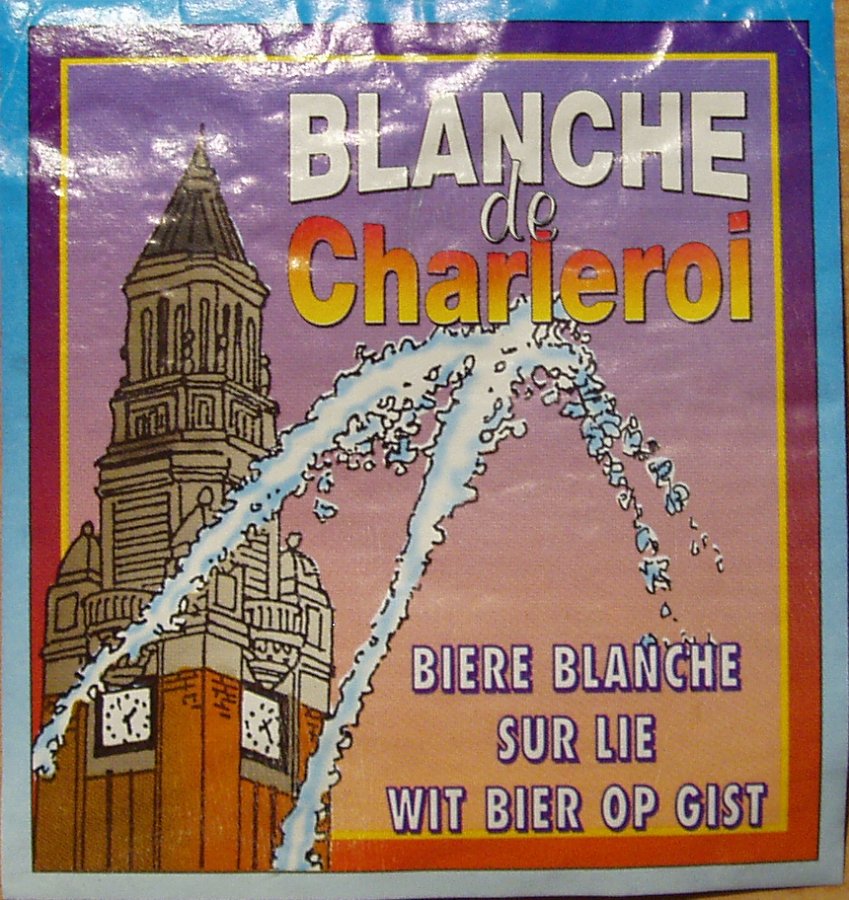 BLANCHE
de
Charleroi
BIERE BLANCHE
SUR LIE
WIT BIER OP GIST